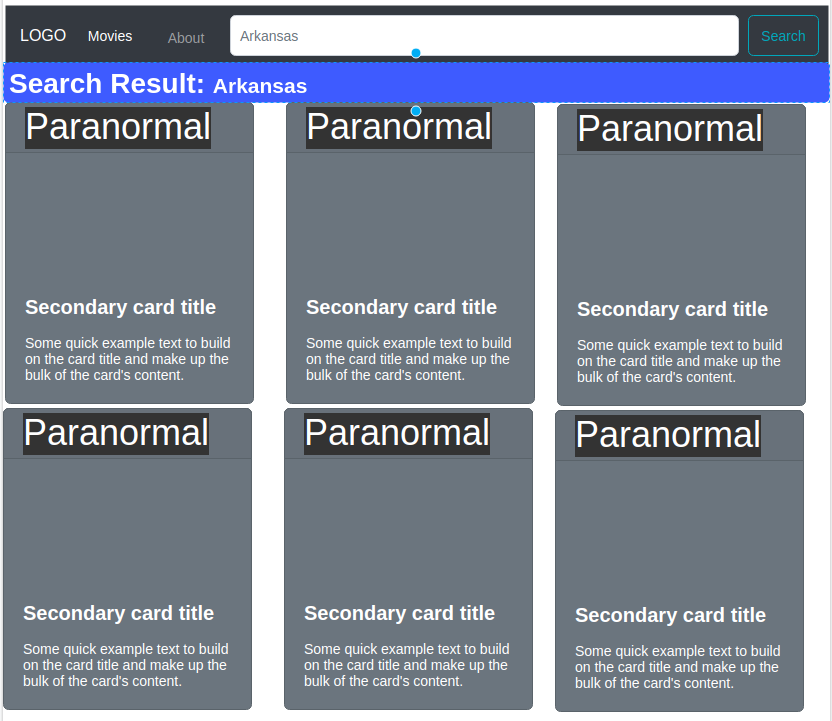 LOGO Movies About Arkansas Search
Search Result: Arkansas
Paranormal Paranormal Paranormal
Secondary card title Secondary card title Secondary card title
Some quick example text to build Some quick example text to build Some quick example text to build
on the card title and make up the on the card title and make up the on the card title and make up the
bulk of the card's content. bulk of the card's content. bulk of the card's content.
Paranormal Paranormal Paranormal
Secondary card title Secondary card title Secondary card title
Some quick example text to build Some quick example text to build Some quick example text to build
on the card title and make up the on the card title and make up the on the card title and make up the
bulk of the card's content. bulk of the card's content. bulk of the card's content.